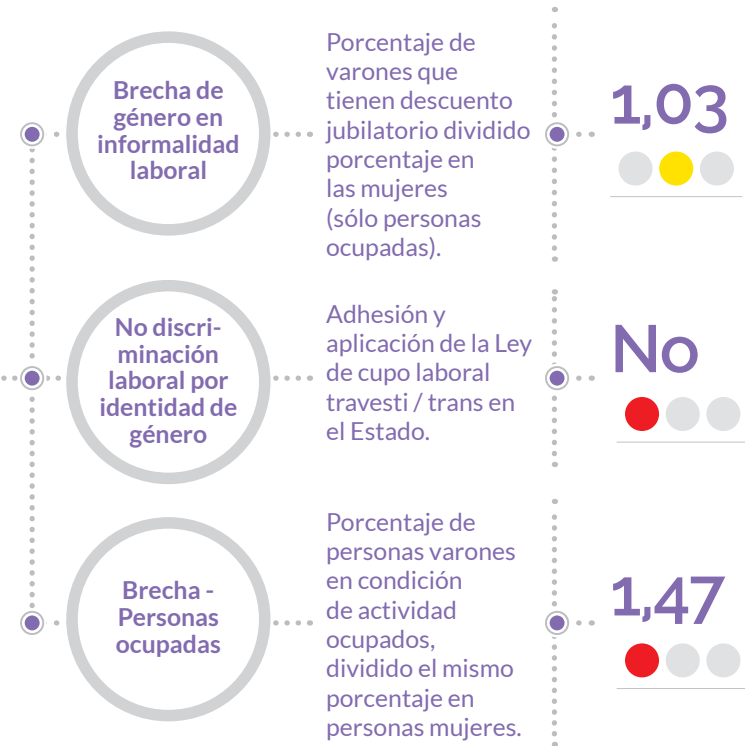 Brecha de
género en
informalidad
laboral
Porcentaje de
varones que
tienen descuento
jubilatorio dividido
porcentaje en
las mujeres
(sólo personas
ocupadas).
1,03
No discri-
minación
laboral por
identidad de
género
Adhesión y
aplicación de la Ley
de cupo laboral
travesti / trans en
el Estado.
No
Brecha -
Personas
ocupadas
Porcentaje de
personas varones
en condición
de actividad
ocupados,
dividido el mismo
porcentaje en
personas mujeres.
1,47